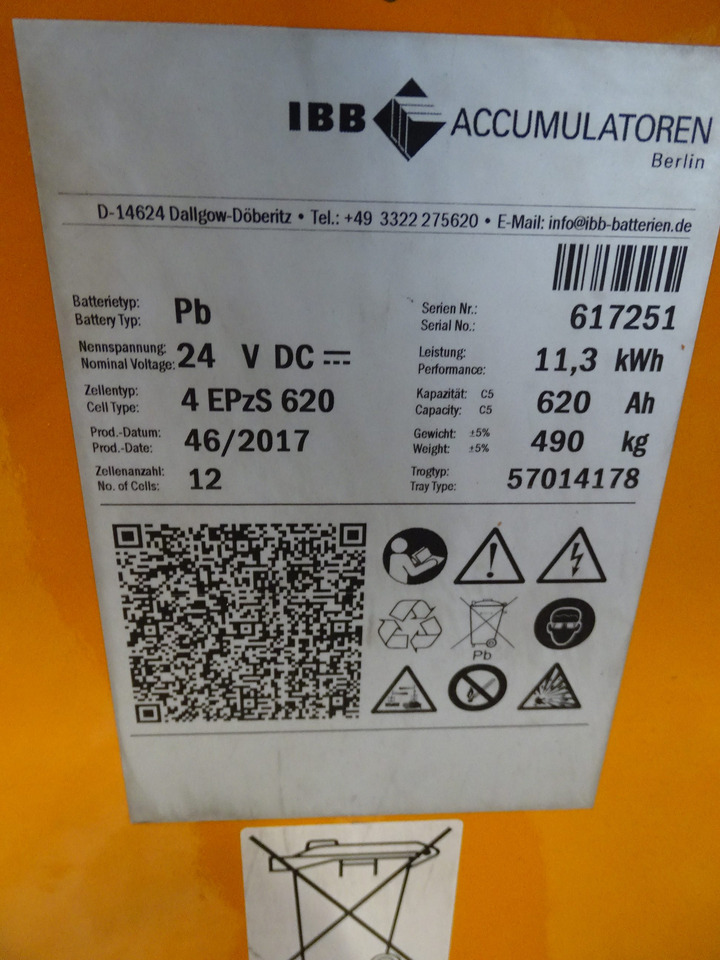 IBB ACCUMULATOREN
Berlin
D-14624 Dallgow-Döberitz • Tel.: +49 3322 275620 • E-Mail: info@ibb-batterien.de
Batterietyp: Pb
Battery Typ:
Serien Nr.: 617251
Serial No.:
Nennspannung: 24 V DC
Nominal Voltage:
Leistung: 11,3 kWh
Performance:
Zellentyp: 4 EPzS 620
Cell Type:
Kapazität: C5 620 Ah
Capacity: C5
Prod.-Datum: 46/2017
Prod.-Date:
Gewicht: ±5% 490 kg
Weight: ±5%
Zellenanzahl: 12
No. of Cells:
Trogtyp: 57014178
Tray Type:
Pb